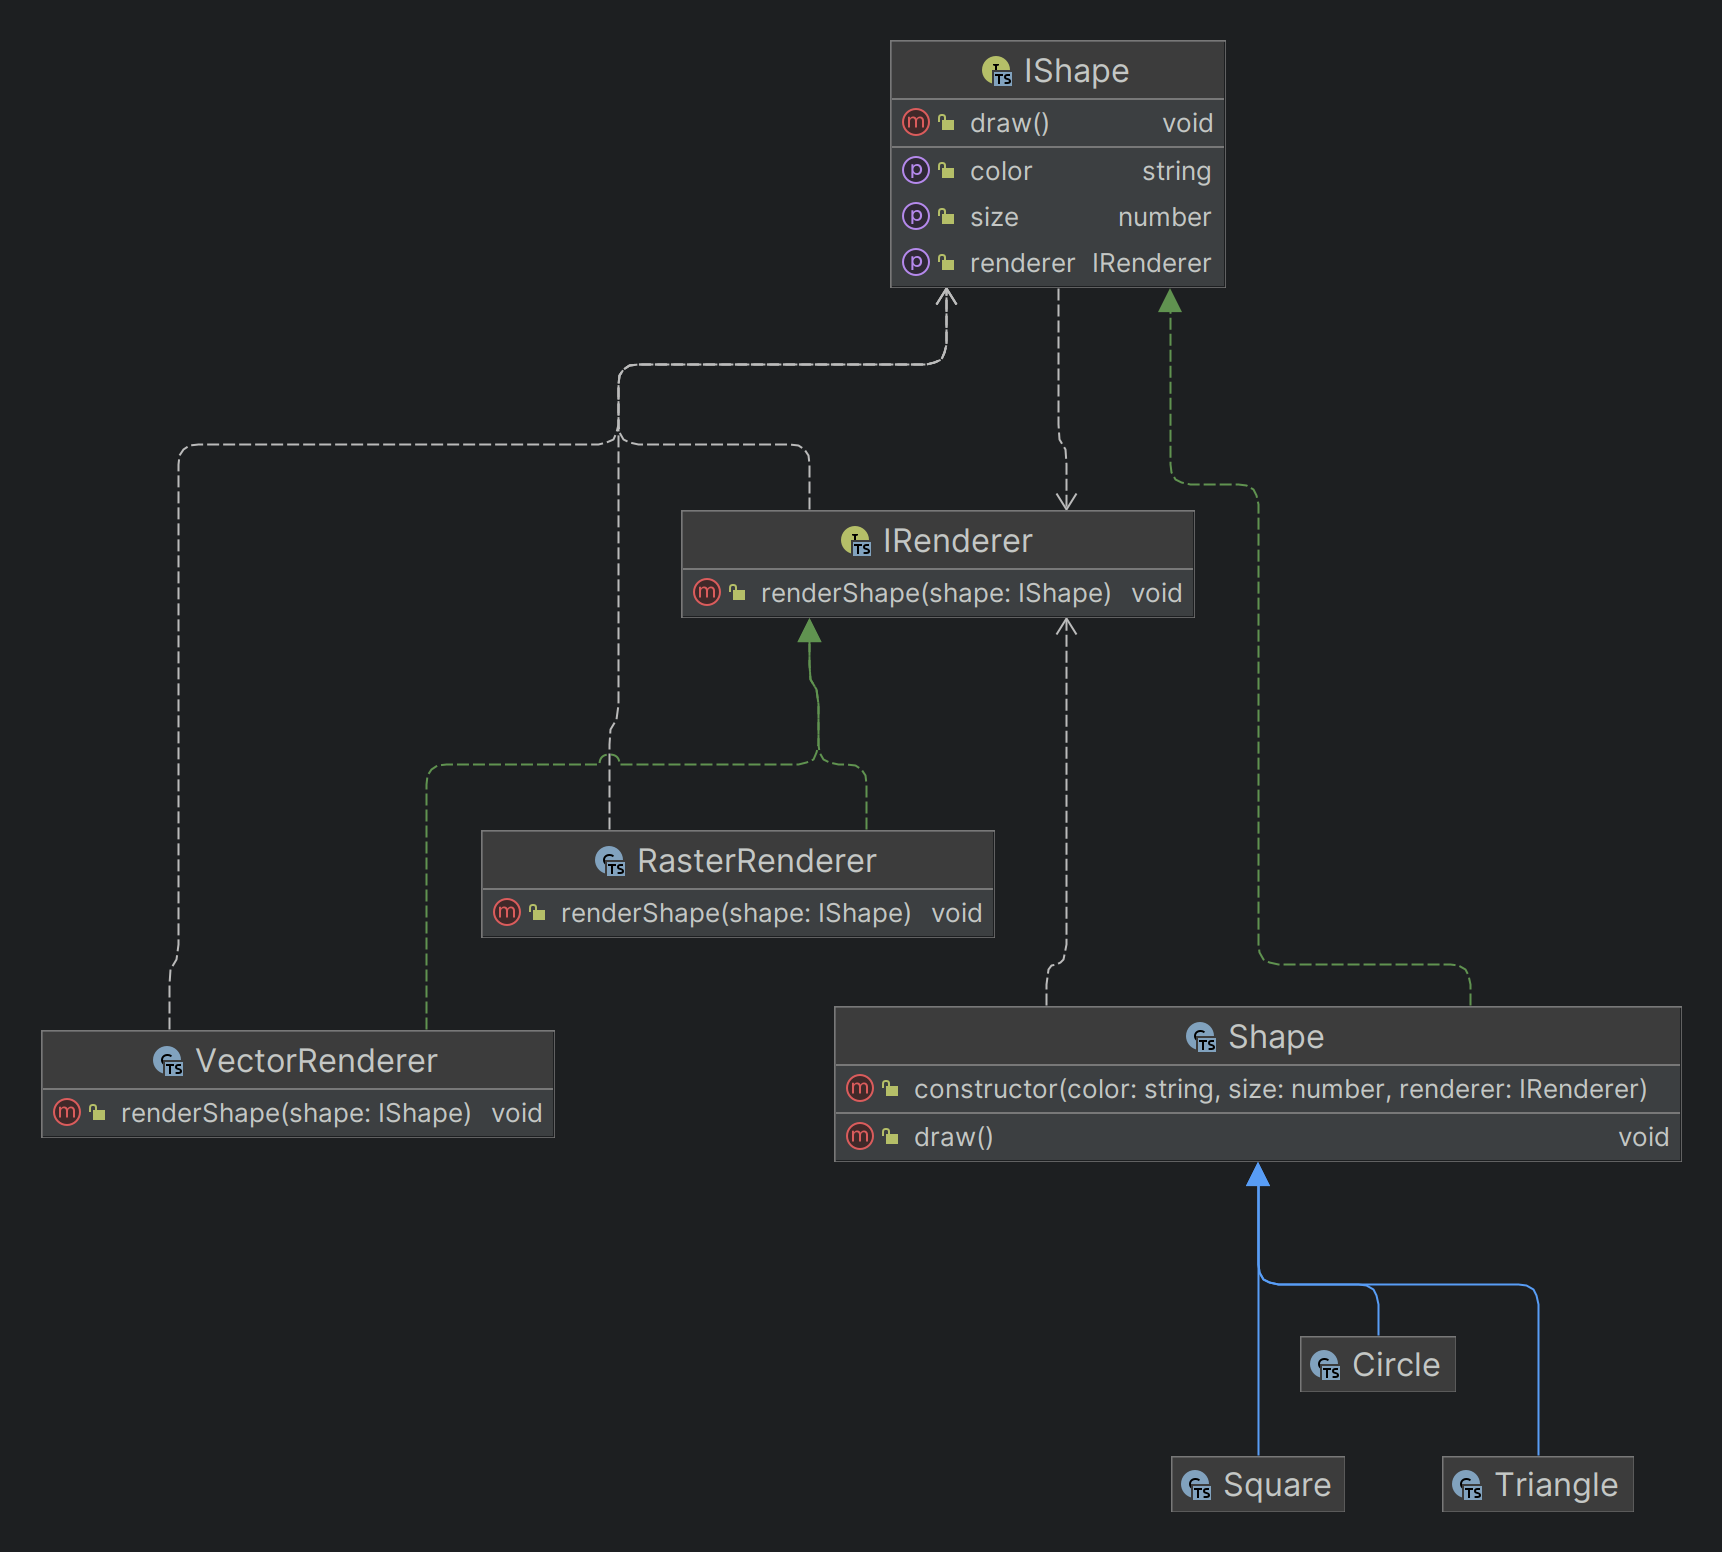 IShape
draw() void
color string
size number
renderer IRenderer
IRenderer
renderShape(shape: IShape) void
RasterRenderer
renderShape(shape: IShape) void
VectorRenderer
renderShape(shape: IShape) void
Shape
constructor(color: string, size: number, renderer: IRenderer)
draw() void
Circle
Square
Triangle